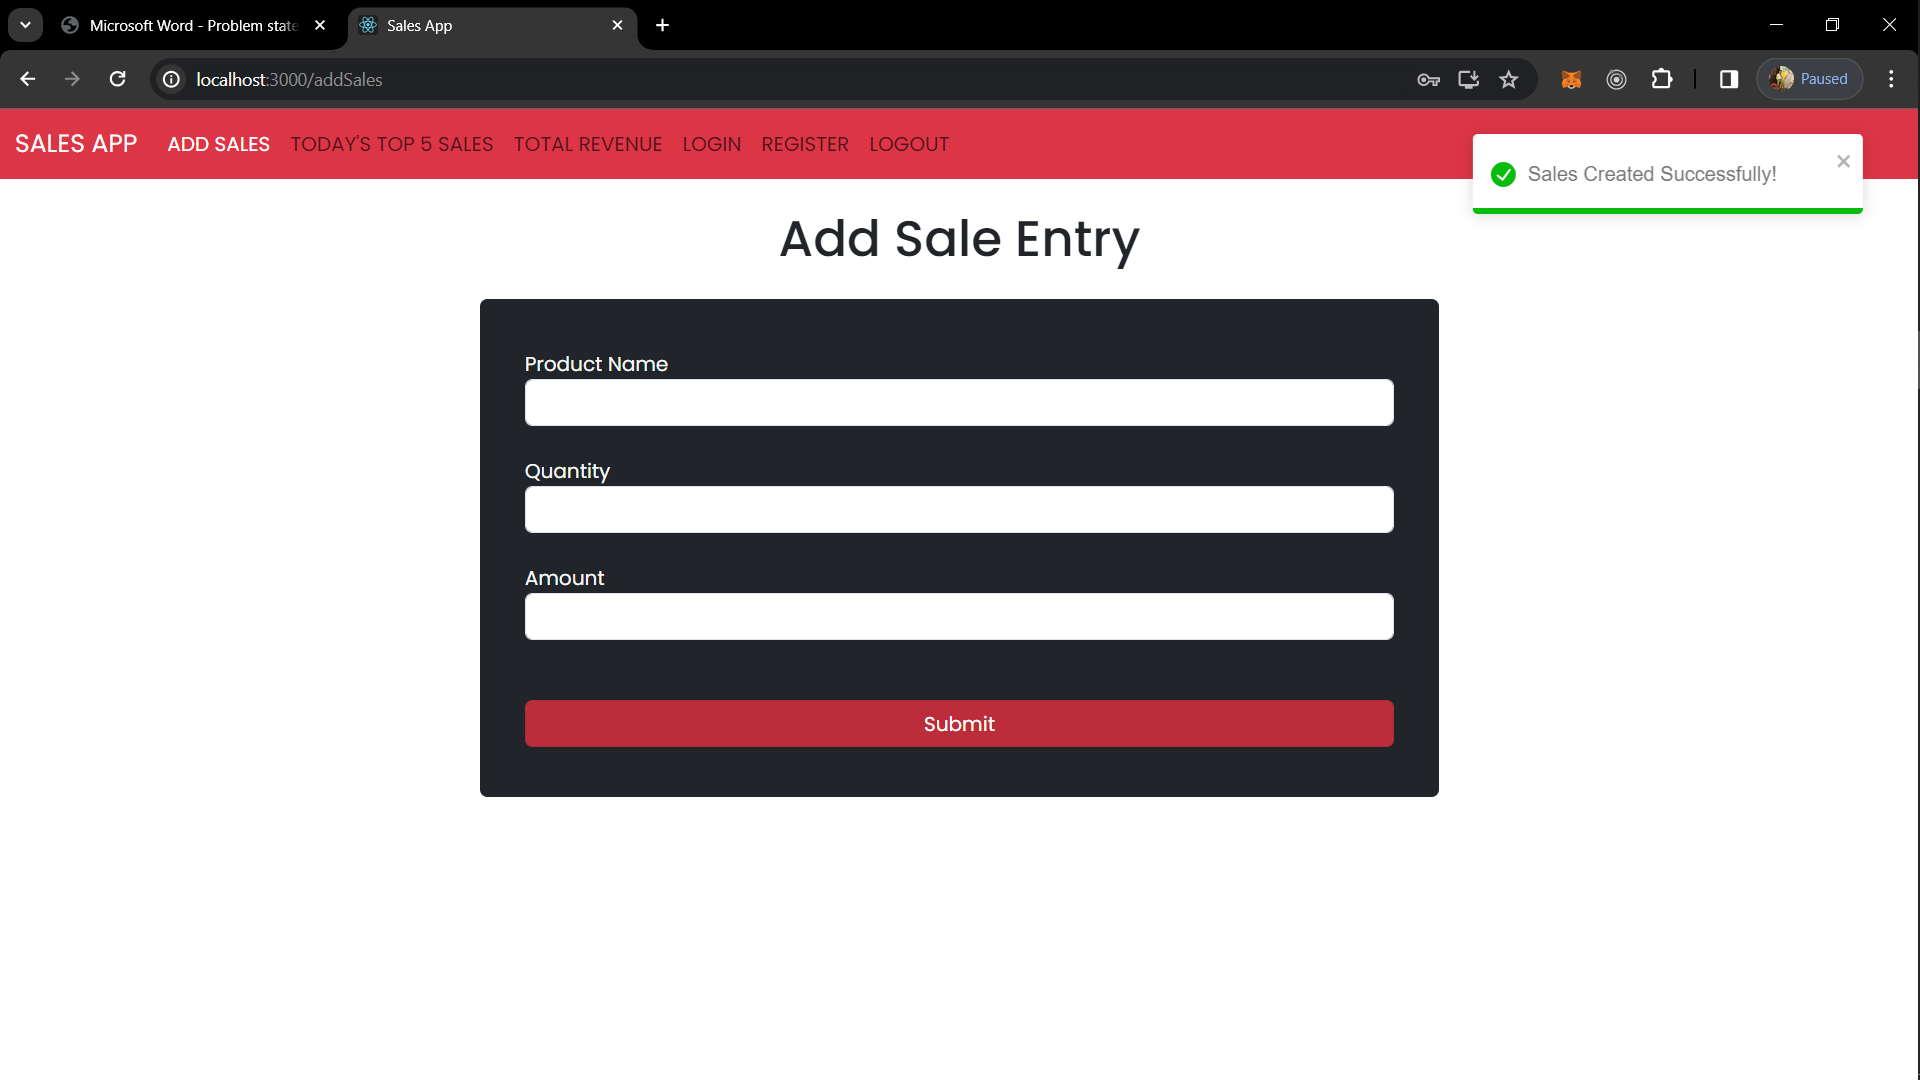 Microsoft Word - Problem state
Sales App
localhost:3000/addSales
Paused
SALES APP ADD SALES TODAY'S TOP 5 SALES TOTAL REVENUE LOGIN REGISTER LOGOUT
Sales Created Successfully!
Add Sale Entry
Product Name
Quantity
Amount
Submit